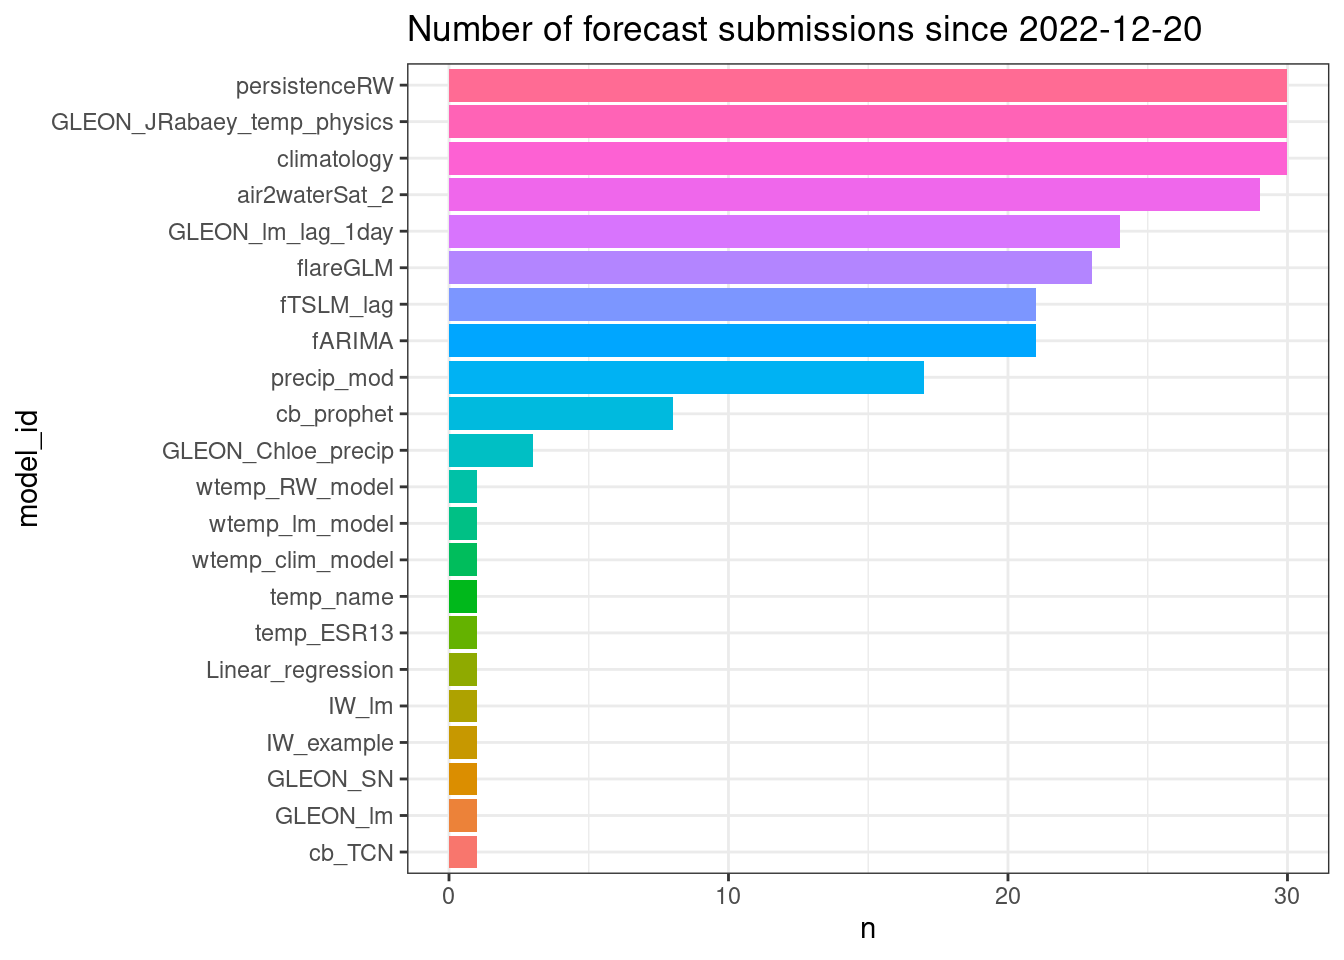 Number of forecast submissions since 2022-12-20
persistenceRW
GLEON_JRabaey_temp_physics
climatology
air2waterSat_2
GLEON_lm_lag_1day
flareGLM
fTSLM_lag
fARIMA
precip_mod
cb_prophet
GLEON_Chloe_precip
wtemp_RW_model
wtemp_lm_model
wtemp_clim_model
temp_name
temp_ESR13
Linear_regression
IW_lm
IW_example
GLEON_SN
GLEON_lm
cb_TCN
model_id
0 10 20 30
n